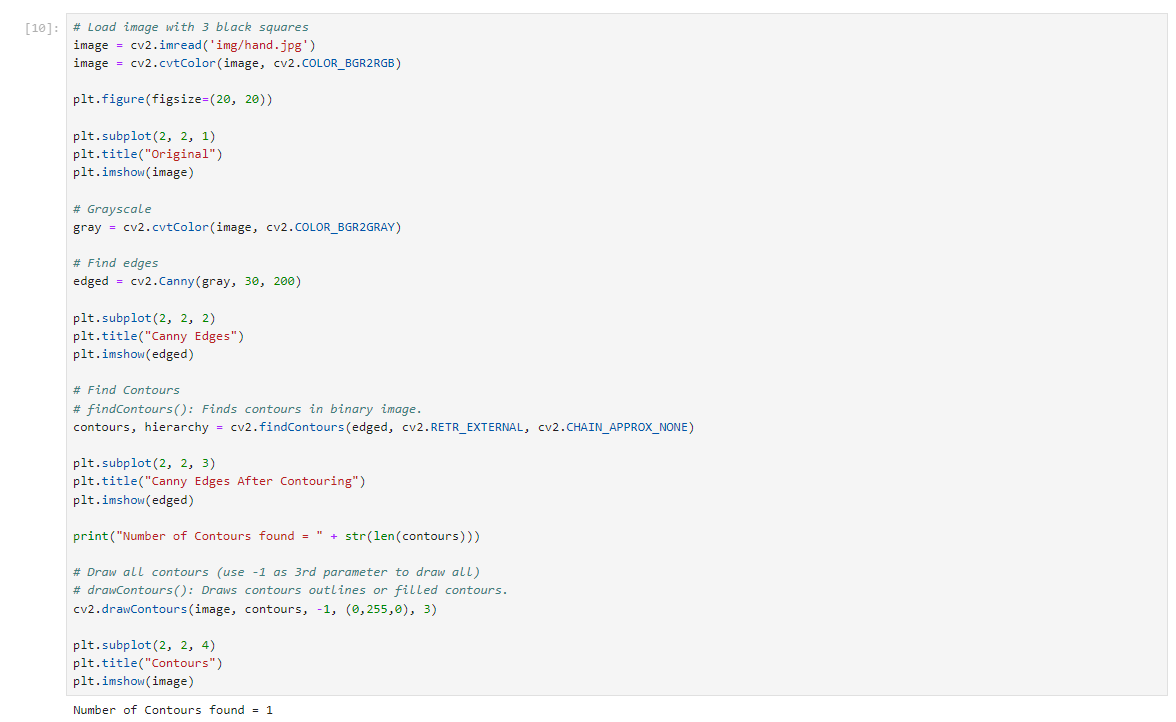 [10]:
# Load image with 3 black squares
image = cv2.imread('img/hand.jpg')
image = cv2.cvtColor(image, cv2.COLOR_BGR2RGB)
plt.figure(figsize=(20, 20))
plt.subplot(2, 2, 1)
plt.title("Original")
plt.imshow(image)
# Grayscale
gray = cv2.cvtColor(image, cv2.COLOR_BGR2GRAY)
# Find edges
edged = cv2.Canny(gray, 30, 200)
plt.subplot(2, 2, 2)
plt.title("Canny Edges")
plt.imshow(edged)
# Find Contours
# findContours(): Finds contours in binary image.
contours, hierarchy = cv2.findContours(edged, cv2.RETR_EXTERNAL, cv2.CHAIN_APPROX_NONE)
plt.subplot(2, 2, 3)
plt.title("Canny Edges After Contouring")
plt.imshow(edged)
print("Number of Contours found = " + str(len(contours)))
# Draw all contours (use -1 as 3rd parameter to draw all)
# drawContours(): Draws contours outlines or filled contours.
cv2.drawContours(image, contours, -1, (0,255,0), 3)
plt.subplot(2, 2, 4)
plt.title("Contours")
plt.imshow(image)
Number of Contours found = 1